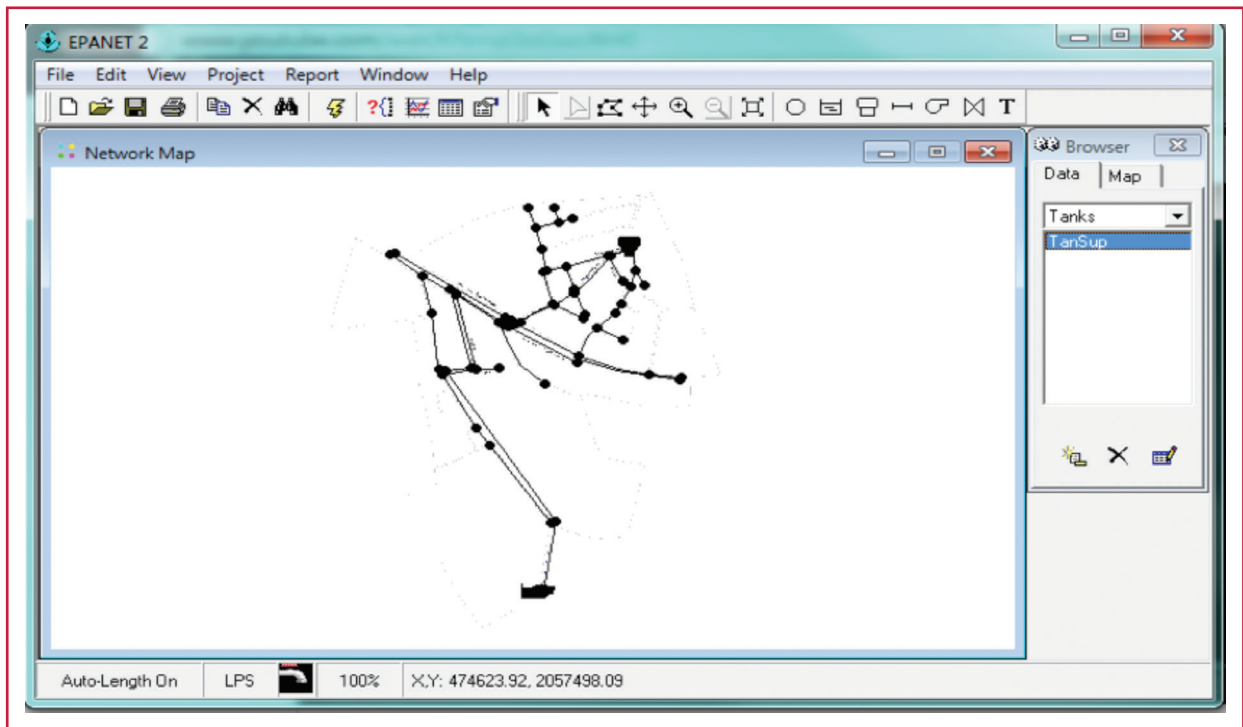 EPANET 2
File Edit View Project Report Window Help
T
Network Map
Browser
Data Map
Tanks
TanSup
Auto-Length On LPS 100% X,Y: 474623.92, 2057498.09